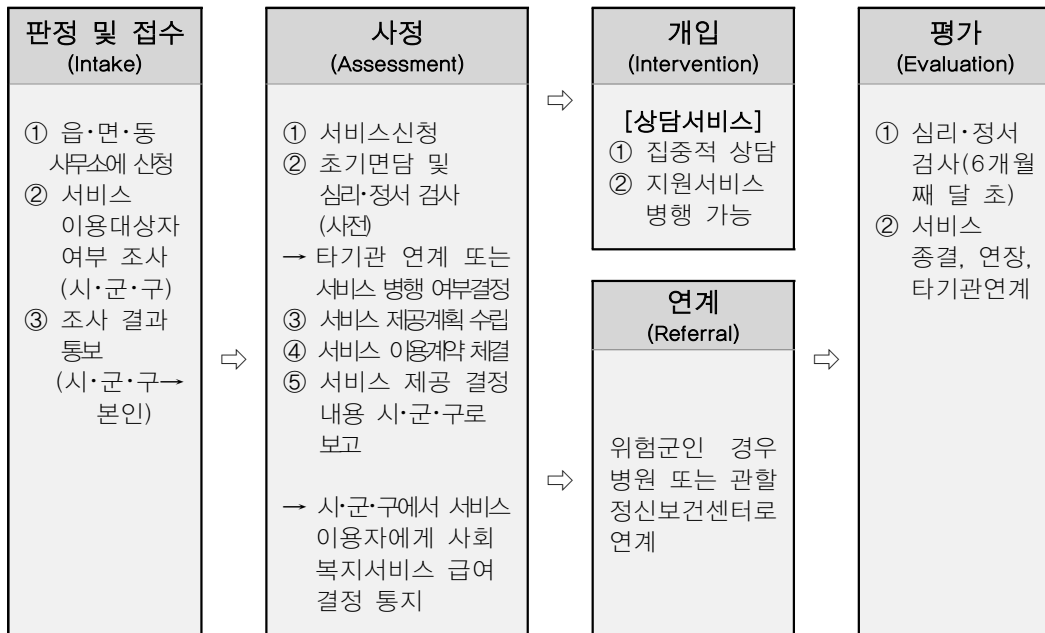 판정 및 접수
(Intake)
① 읍·면·동
사무소에 신청
② 서비스
이용대상자
여부 조사
(시·군·구)
③ 조사 결과
통보
(시·군·구→
본인)
⇨
사정
(Assessment)
① 서비스신청
② 초기면담 및
심리·정서 검사
(사전)
→ 타기관 연계 또는
서비스 병행 여부결정
③ 서비스 제공계획 수립
④ 서비스 이용계약 체결
⑤ 서비스 제공 결정
내용 시·군·구로
보고
→ 시·군·구에서 서비스
이용자에게 사회
복지서비스 급여
결정 통지
⇨
개입
(Intervention)
[상담서비스]
① 집중적 상담
② 지원서비스
병행 가능
⇨
연계
(Referral)
위험군인 경우
병원 또는 관할
정신보건센터로
연계
⇨
평가
(Evaluation)
① 심리·정서
검사(6개월
째 달 초)
② 서비스
종결, 연장,
타기관연계